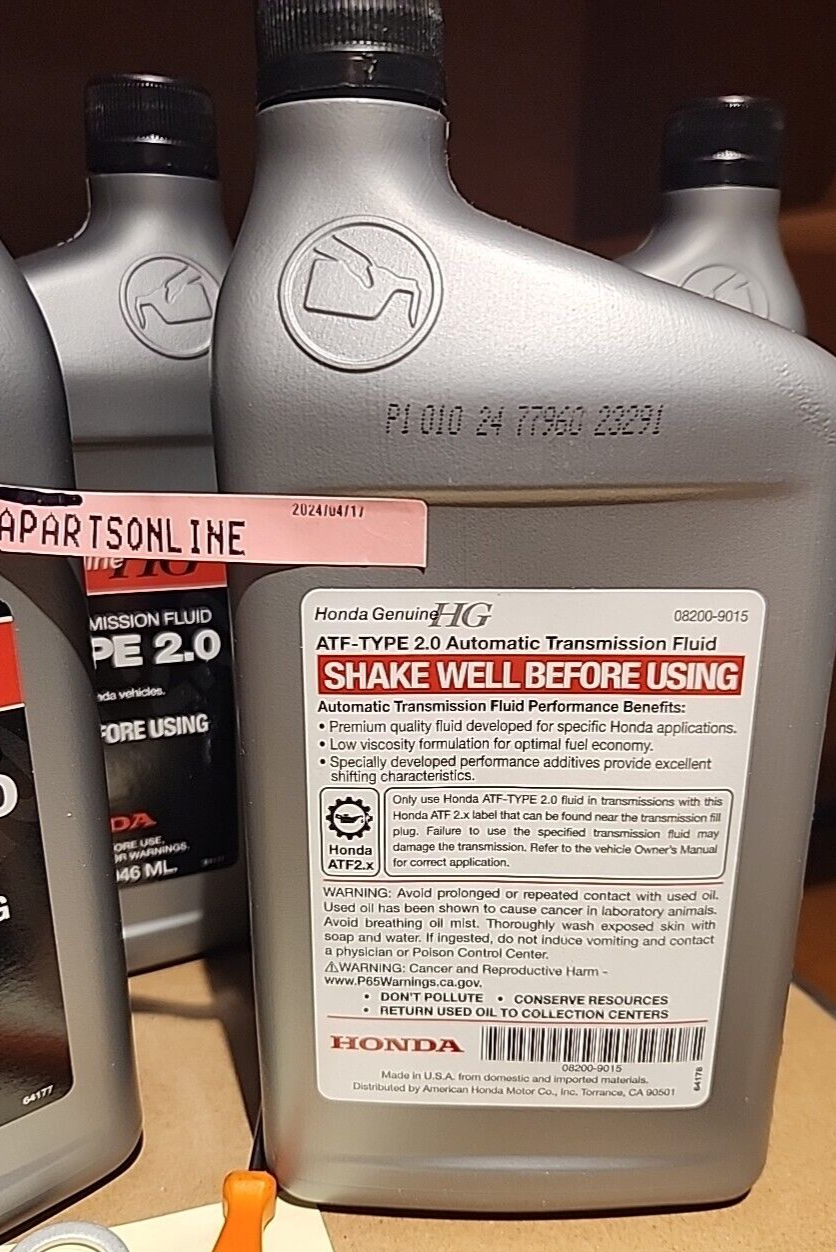 P1 010 24 77960 23291
2024/04/17
APARTSONLINE
ine HG
MISSION FLUID
PE 2.0
nda vehicles.
FORE USING
DA
ORE USE.
OR WARNINGS.
946 ML.
G
64177
Honda Genuine HG 08200-9015
ATF-TYPE 2.0 Automatic Transmission Fluid
SHAKE WELL BEFORE USING
Automatic Transmission Fluid Performance Benefits:
• Premium quality fluid developed for specific Honda applications.
• Low viscosity formulation for optimal fuel economy.
• Specially developed performance additives provide excellent
shifting characteristics.
Honda
ATF2.x
Only use Honda ATF-TYPE 2.0 fluid in transmissions with this
Honda ATF 2.x label that can be found near the transmission fill
plug. Failure to use the specified transmission fluid may
damage the transmission. Refer to the vehicle Owner's Manual
for correct application.
WARNING: Avoid prolonged or repeated contact with used oil.
Used oil has been shown to cause cancer in laboratory animals.
Avoid breathing oil mist. Thoroughly wash exposed skin with
soap and water. If ingested, do not induce vomiting and contact
a physician or Poison Control Center.
⚠WARNING: Cancer and Reproductive Harm -
www.P65Warnings.ca.gov.
• DON'T POLLUTE • CONSERVE RESOURCES
• RETURN USED OIL TO COLLECTION CENTERS
HONDA
08200-9015
64178
Made in U.S.A. from domestic and imported materials.
Distributed by American Honda Motor Co., Inc. Torrance, CA 90501